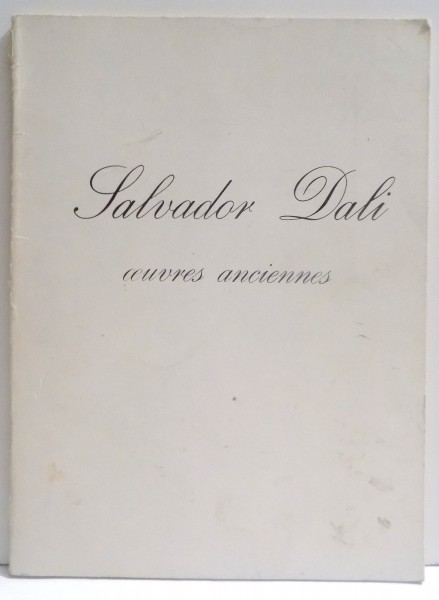 Salvador Dali
œuvres anciennes